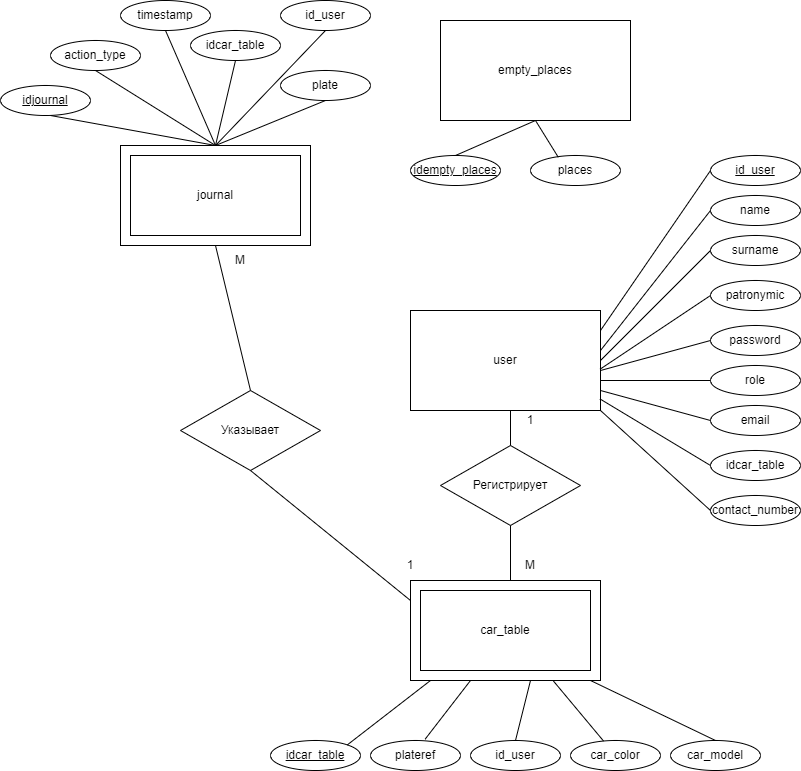 timestamp
id_user
idcar_table
action_type
plate
idjournal
empty_places
idempty_places
places
journal
M
id_user
name
surname
patronymic
password
role
email
idcar_table
contact_number
user
1
Указывает
Регистрирует
1
M
car_table
idcar_table
plateref
id_user
car_color
car_model